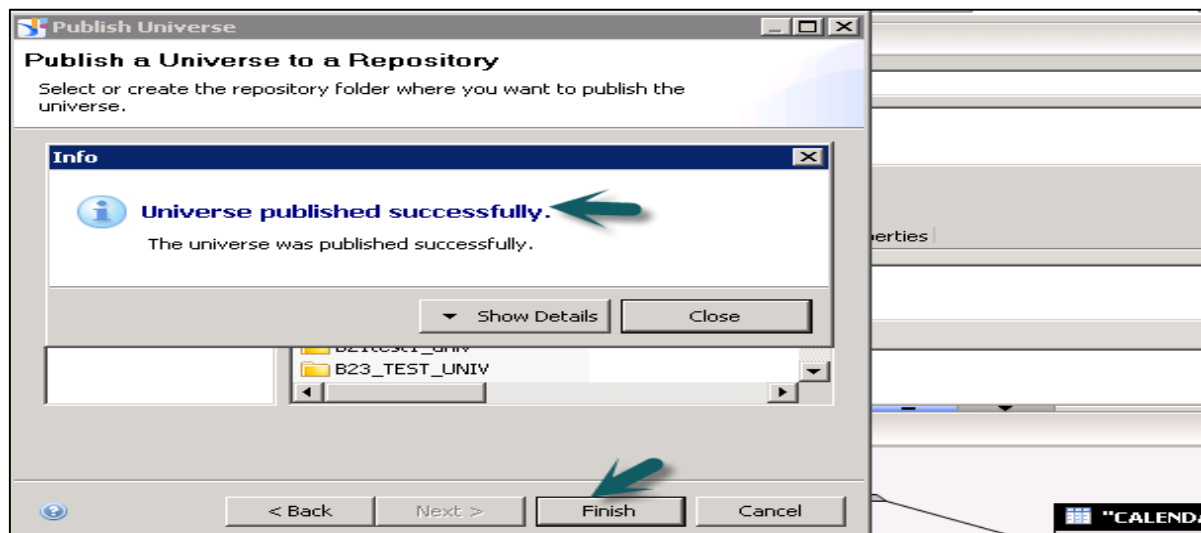 Publish Universe
Publish a Universe to a Repository
Select or create the repository folder where you want to publish the
universe.
Info
Universe published successfully.
The universe was published successfully.
erties
Show Details
Close
B23_TEST_UNIV
< Back
Next >
Finish
Cancel
"CALENDA